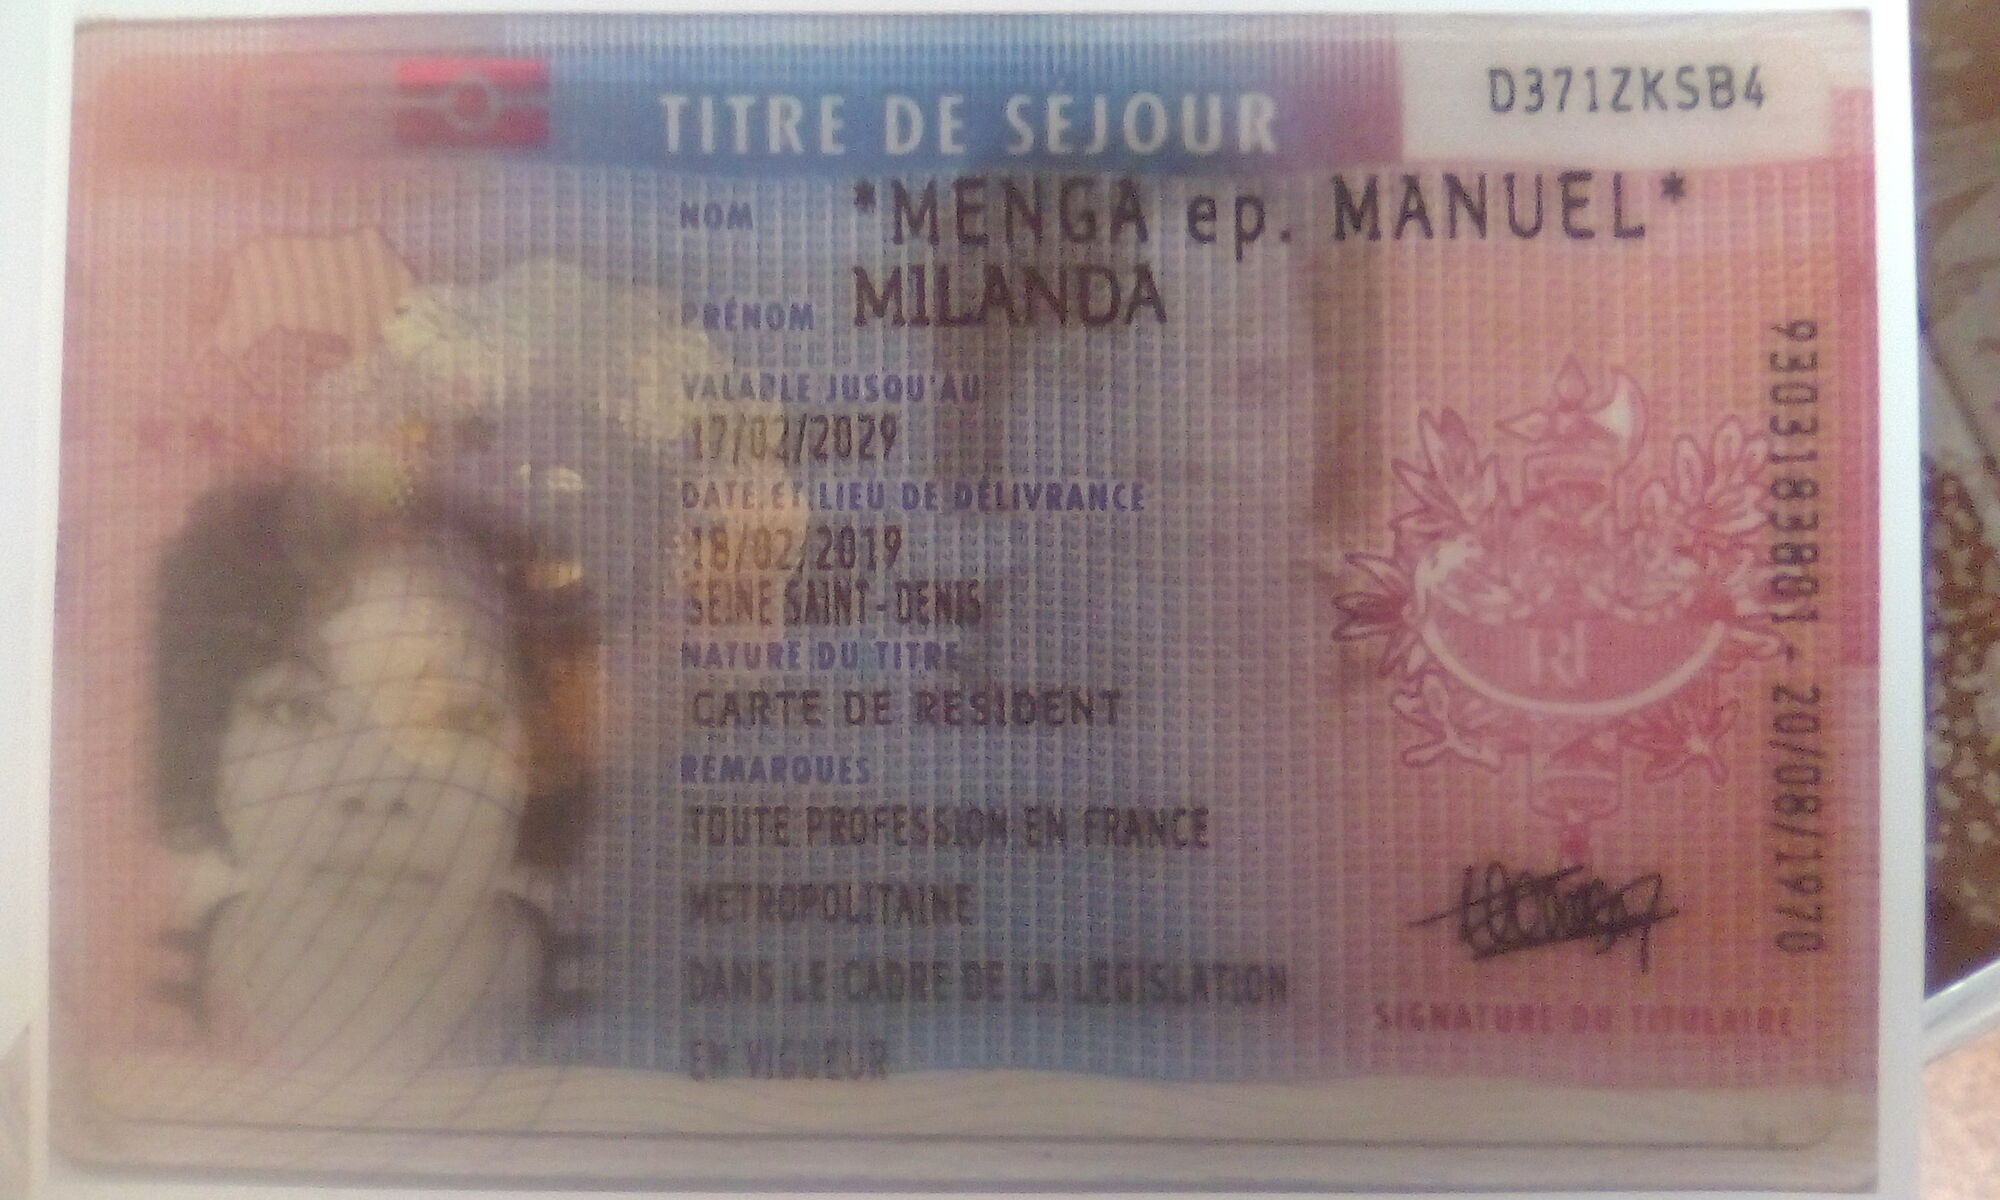 TITRE DE SÉJOUR
D371ZKSB4
NOM *MENGA ep. MANUEL*
PRÉNOM MILANDA
VALABLE JUSQU'AU
17/02/2029
DATE ET LIEU DE DÉLIVRANCE
18/02/2019
SEINE SAINT-DENIS
NATURE DU TITRE
CARTE DE RESIDENT
REMARQUES
TOUTE PROFESSION EN FRANCE
METROPOLITAINE
DANS LE CADRE DE LA LEGISLATION
EN VIGUEUR
RF
SIGNATURE DU TITULAIRE
20/08/1970